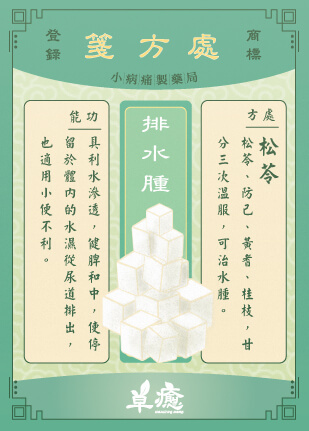 商標
處方箋
登錄
小病痛製藥局
處方
松苓
松苓、防己、黃耆、桂枝，甘
分三次溫服，可治水腫。
排水腫
功能
具利水滲透，健脾和中，使停
留於體內的水濕從尿道排出，
也適用小便不利。
草癒